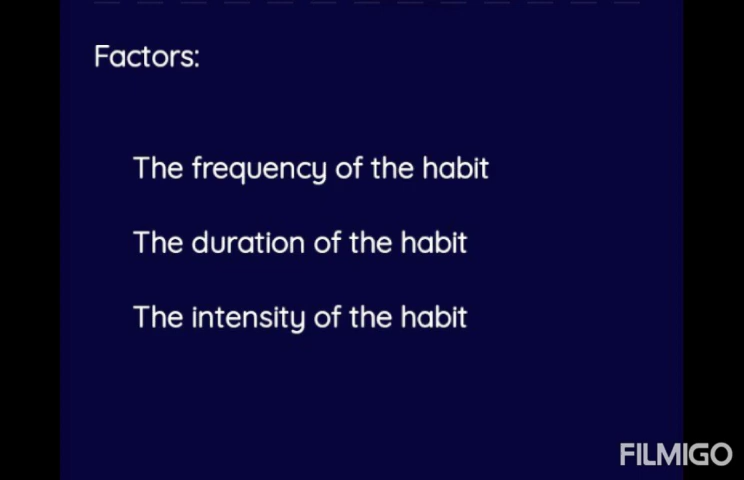 Factors:
The frequency of the habit
The duration of the habit
The intensity of the habit
FILMIGO